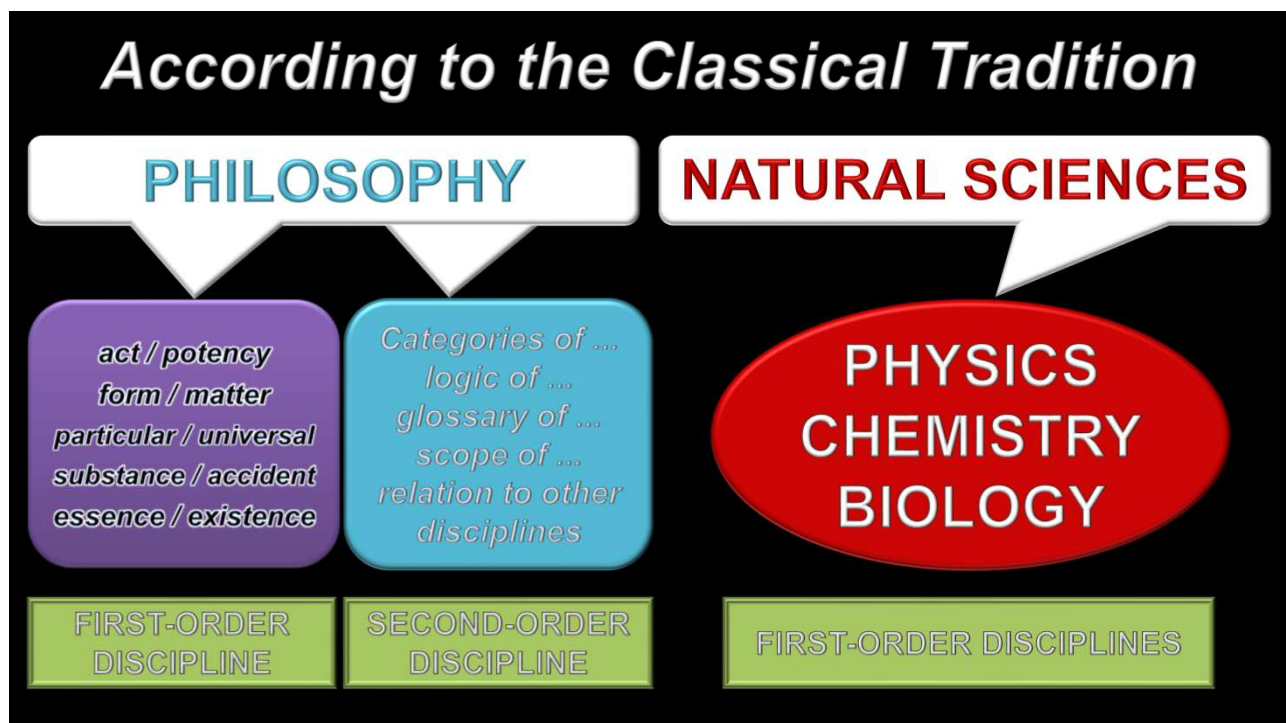 According to the Classical Tradition
PHILOSOPHY
NATURAL SCIENCES
act / potency
form / matter
particular / universal
substance / accident
essence / existence
Categories of ...
logic of ...
glossary of ...
scope of ...
relation to other
disciplines
PHYSICS
CHEMISTRY
BIOLOGY
FIRST-ORDER
DISCIPLINE
SECOND-ORDER
DISCIPLINE
FIRST-ORDER DISCIPLINES